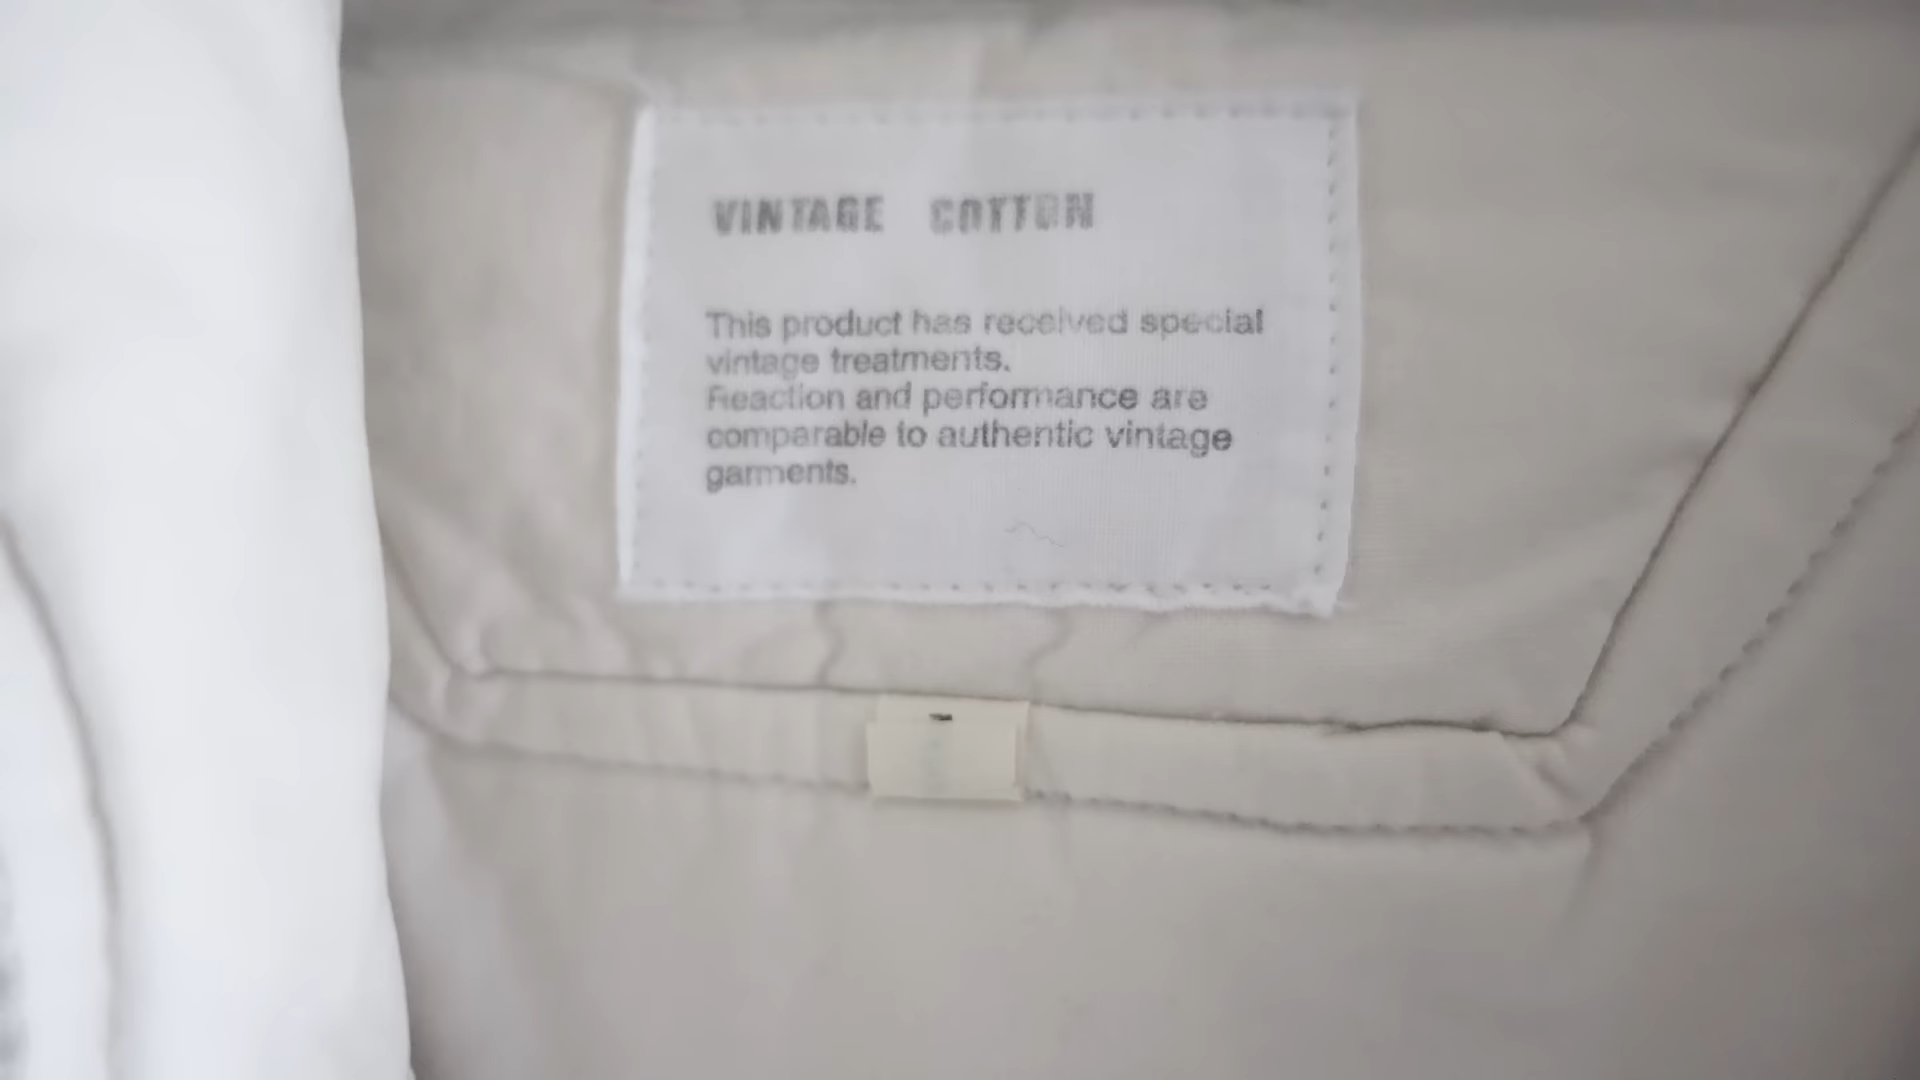 VINTAGE COTTON
This product has received special
vintage treatments.
Reaction and performance are
comparable to authentic vintage
garments.